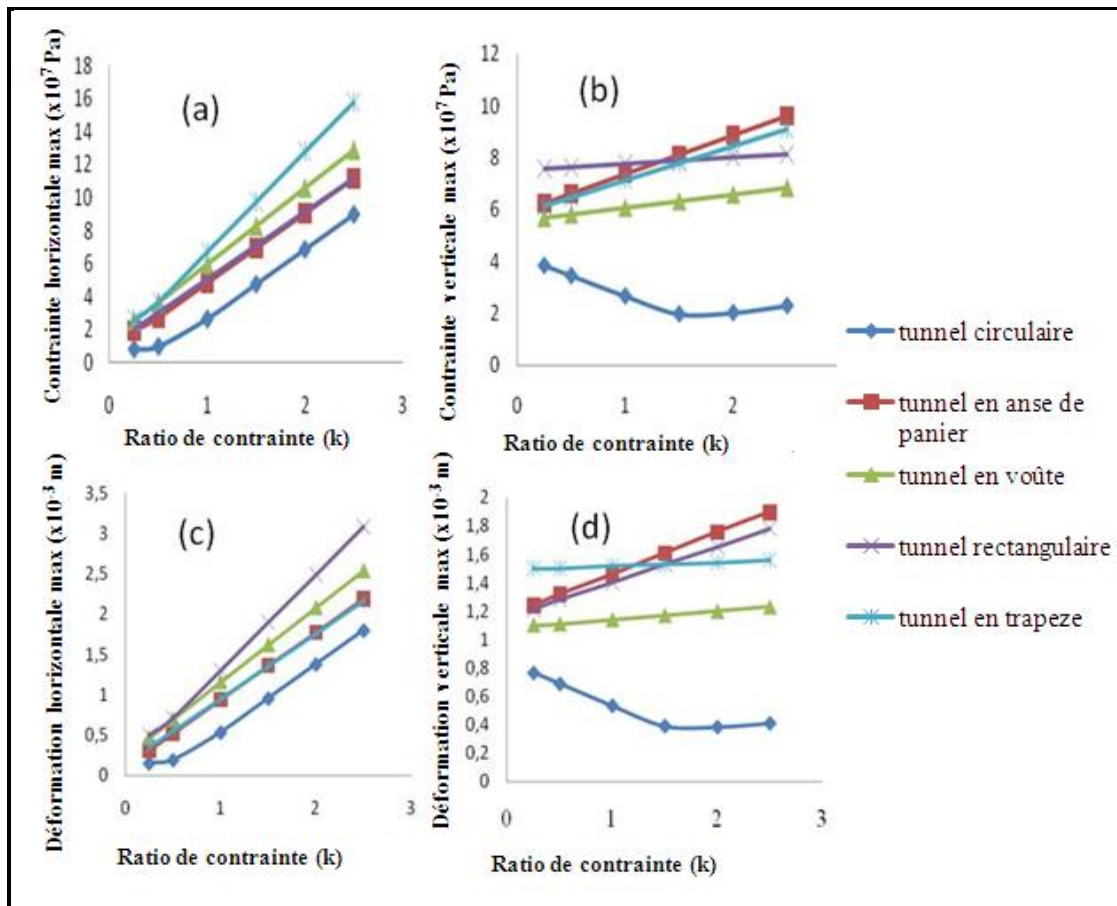 Contrainte horizontale max (x10⁷ Pa)
18
16
14
12
10
8
6
4
2
0
(a)
0 1 2 3
Ratio de contrainte (k)
Contrainte verticale max (x10⁷ Pa)
12
10
8
6
4
2
0
(b)
0 1 2
Ratio de contrainte (k)
Déformation horizontale max (x10⁻³ m)
3,5
3
2,5
2
1,5
1
0,5
0
(c)
0 1 2 3
Ratio de contrainte (k)
Déformation verticale max (x10⁻³ m)
2
1,8
1,6
1,4
1,2
1
0,8
0,6
0,4
0,2
0
(d)
0 1 2 3
Ratio de contrainte (k)
tunnel circulaire
tunnel en anse de
panier
tunnel en voûte
tunnel rectangulaire
tunnel en trapeze